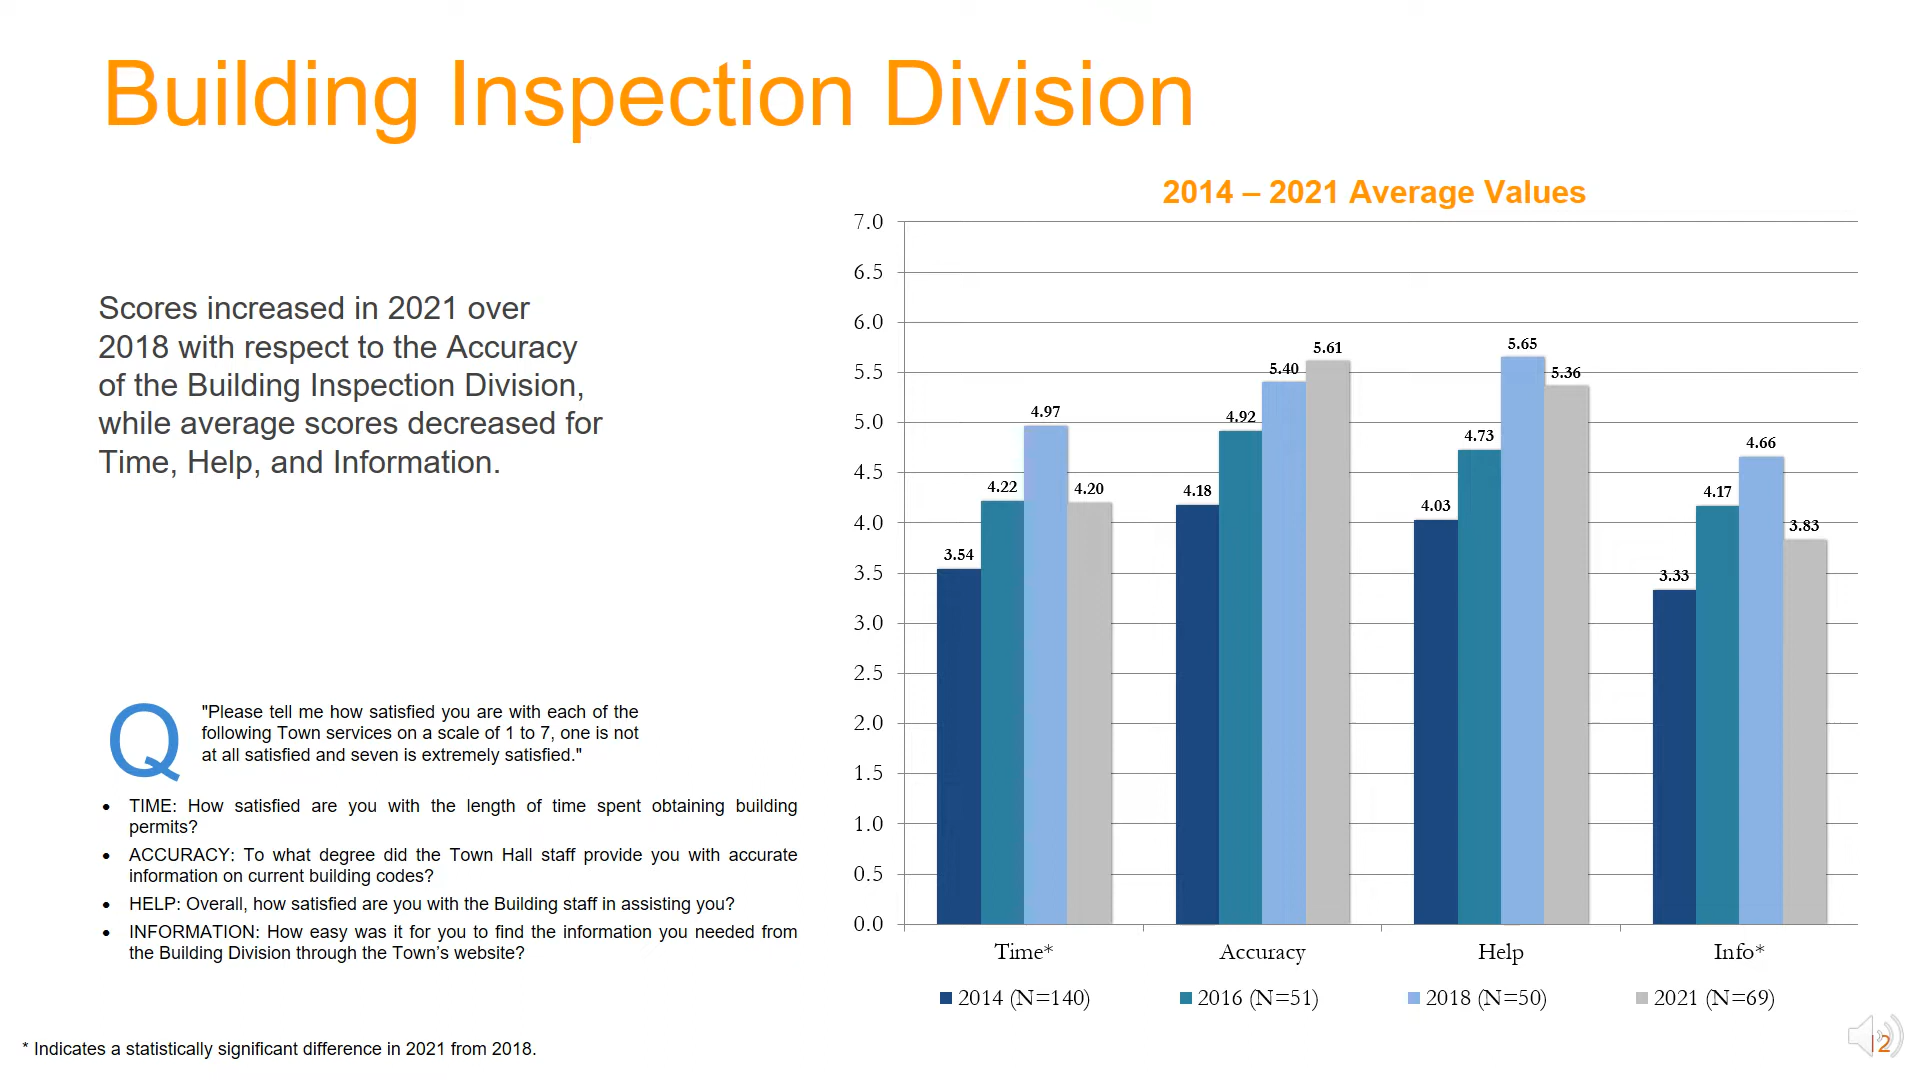 Building Inspection Division
Scores increased in 2021 over
2018 with respect to the Accuracy
of the Building Inspection Division,
while average scores decreased for
Time, Help, and Information.
Q
"Please tell me how satisfied you are with each of the
following Town services on a scale of 1 to 7, one is not
at all satisfied and seven is extremely satisfied."
• TIME: How satisfied are you with the length of time spent obtaining building
permits?
• ACCURACY: To what degree did the Town Hall staff provide you with accurate
information on current building codes?
• HELP: Overall, how satisfied are you with the Building staff in assisting you?
• INFORMATION: How easy was it for you to find the information you needed from
the Building Division through the Town’s website?
2014 – 2021 Average Values
7.0
6.5
6.0
5.5
5.0
4.5
4.0
3.5
3.0
2.5
2.0
1.5
1.0
0.5
0.0
3.54
4.22
4.97
4.20
4.18
4.92
5.40
5.61
4.03
4.73
5.65
5.36
3.33
4.17
4.66
3.83
Time* Accuracy Help Info*
2014 (N=140) 2016 (N=51) 2018 (N=50) 2021 (N=69)
* Indicates a statistically significant difference in 2021 from 2018.
12